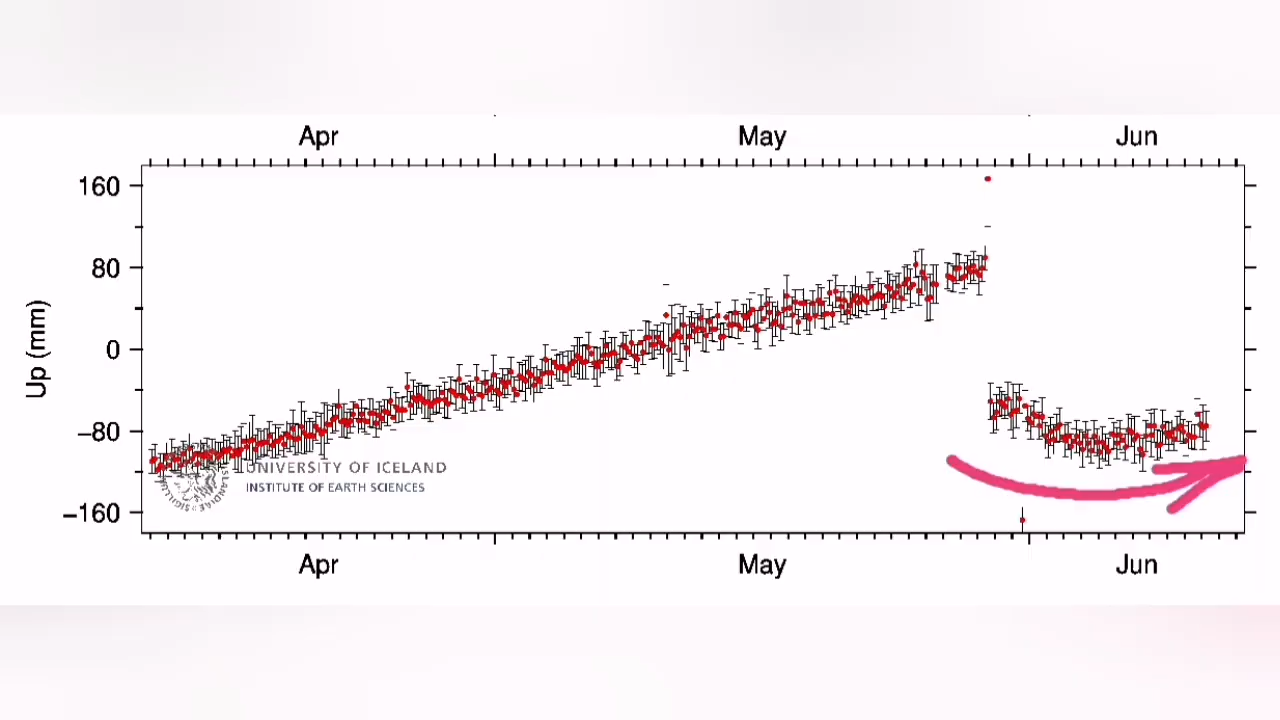 Apr May Jun
160
80
0
−80
−160
Up (mm)
UNIVERSITY OF ICELAND
INSTITUTE OF EARTH SCIENCES
Apr May Jun